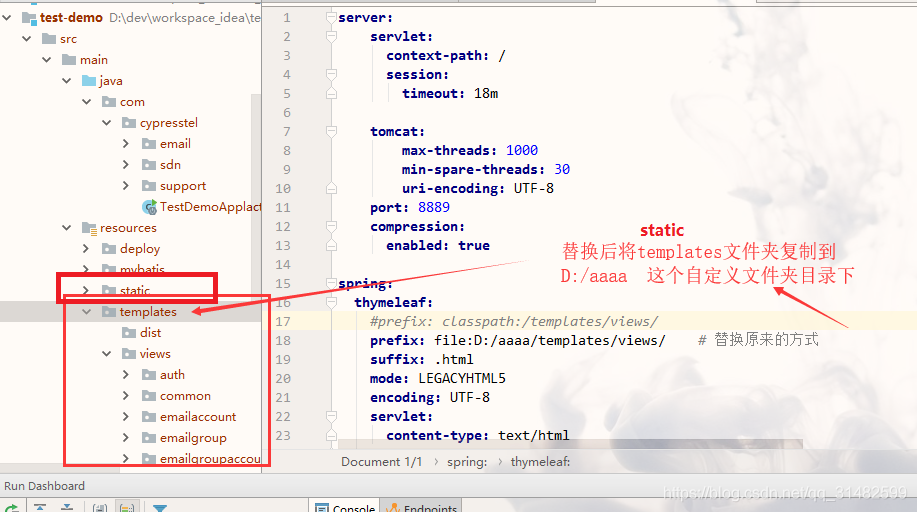 test-demo D:\dev\workspace_idea\te
src
main
java
com
cypresstel
email
sdn
support
TestDemoApplact
resources
deploy
mybatis
static
templates
dist
views
auth
common
emailaccount
emailgroup
emailgroupaccou
1 server:
2 servlet:
3 context-path: /
4 session:
5 timeout: 18m
6
7 tomcat:
8 max-threads: 1000
9 min-spare-threads: 30
10 uri-encoding: UTF-8
11 port: 8889
12 compression:
13 enabled: true
14
15 spring:
16 thymeleaf:
17 #prefix: classpath:/templates/views/
18 prefix: file:D:/aaaa/templates/views/ # 替换原来的方式
19 suffix: .html
20 mode: LEGACYHTML5
21 encoding: UTF-8
22 servlet:
23 content-type: text/html
static
替换后将templates文件夹复制到
D:/aaaa 这个自定义文件夹目录下
Document 1/1 › spring: › thymeleaf:
Run Dashboard
Console
Endpoints
https://blog.csdn.net/qq_31482599